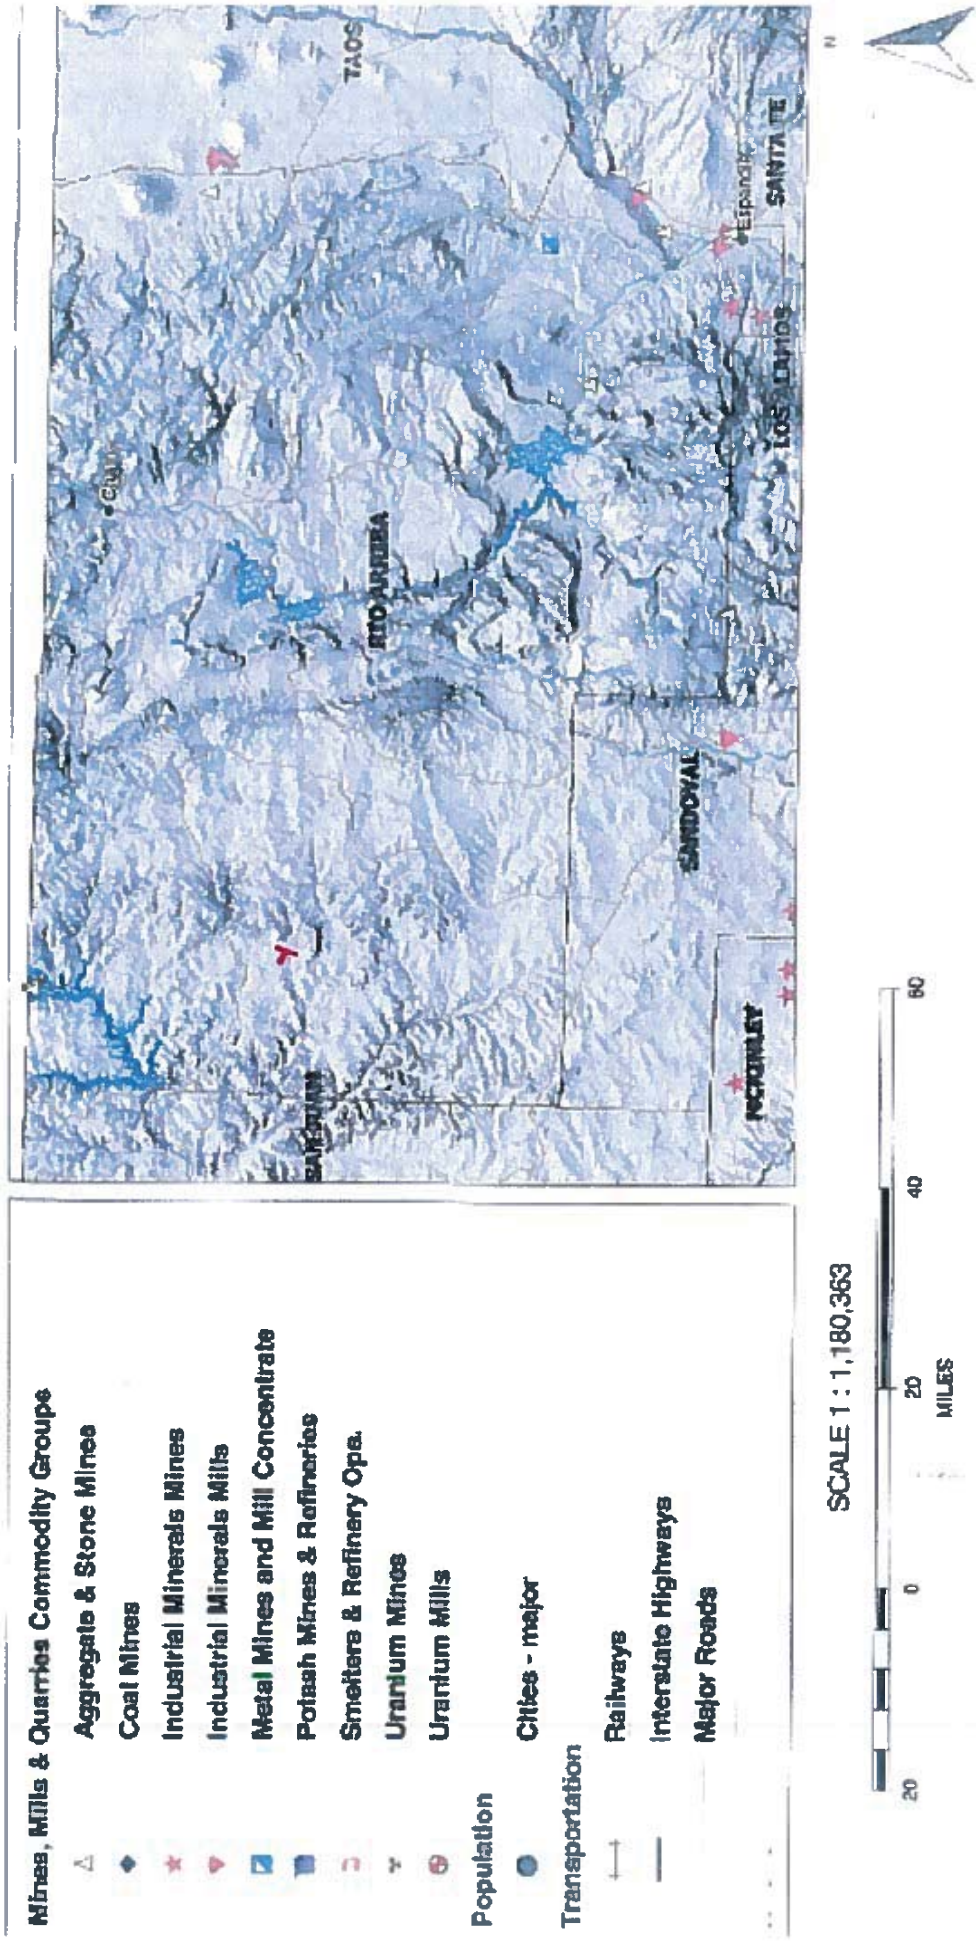 Mines, Mills & Quarries Commodity Groups
Aggregate & Stone Mines
Coal Mines
Industrial Minerals Mines
Industrial Minerals Mills
Metal Mines and Mill Concentrate
Potash Mines & Refineries
Smelters & Refinery Ops.
Uranium Mines
Uranium Mills
Population
Cities - major
Transportation
Railways
Interstate Highways
Major Roads
TAOS
RIO ARRIBA
SAN JUAN
SANDOVAL
MCKINLEY
LOS ALAMOS
SANTA FE
SCALE 1 : 1,180,363
20 0 20 40 60
MILES
N